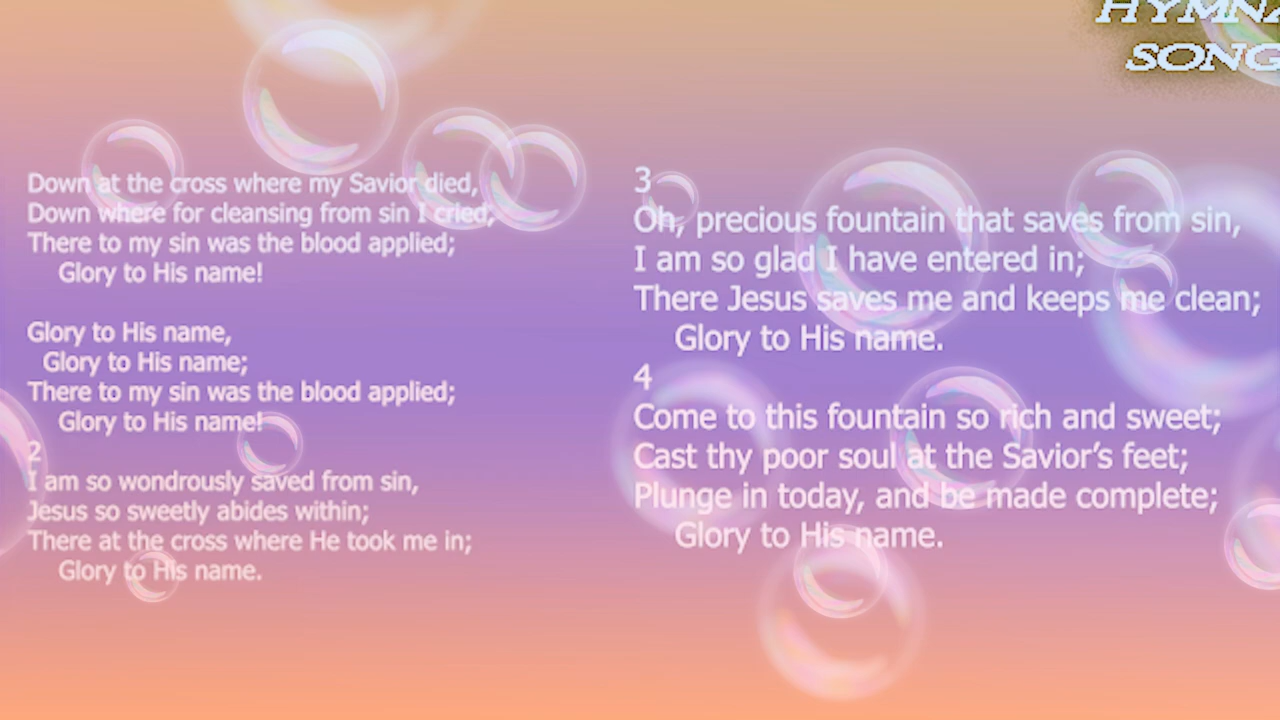 HYMNA
SONG
Down at the cross where my Savior died,
Down where for cleansing from sin I cried,
There to my sin was the blood applied;
Glory to His name!
Glory to His name,
Glory to His name;
There to my sin was the blood applied;
Glory to His name!
2
I am so wondrously saved from sin,
Jesus so sweetly abides within;
There at the cross where He took me in;
Glory to His name.
3
Oh, precious fountain that saves from sin,
I am so glad I have entered in;
There Jesus saves me and keeps me clean;
Glory to His name.
4
Come to this fountain so rich and sweet;
Cast thy poor soul at the Savior’s feet;
Plunge in today, and be made complete;
Glory to His name.